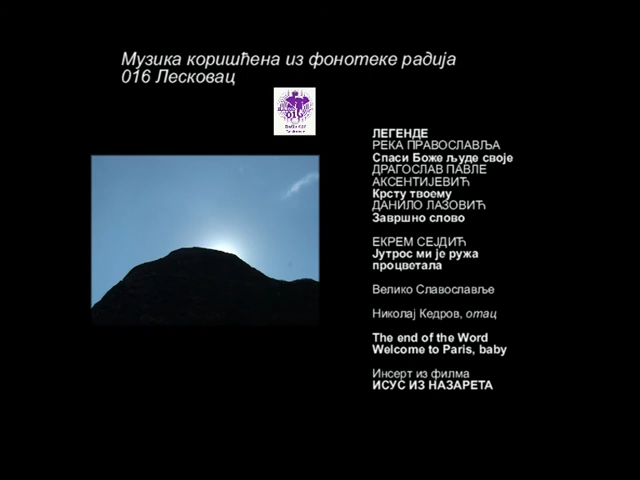 Музика коришћена из фонотеке радија
016 Лесковац
016
ЛЕГЕНДЕ
РЕКА ПРАВОСЛАВЉА
Спаси Боже људе своје
ДРАГОСЛАВ ПАВЛЕ
АКСЕНТИЈЕВИЋ
Крсту твоему
ДАНИЛО ЛАЗОВИЋ
Завршно слово
ЕКРЕМ СЕЈДИЋ
Јутрос ми је ружа
процветала
Велико Славославље
Николај Кедров, отац
The end of the Word
Welcome to Paris, baby
Инсерт из филма
ИСУС ИЗ НАЗАРЕТА